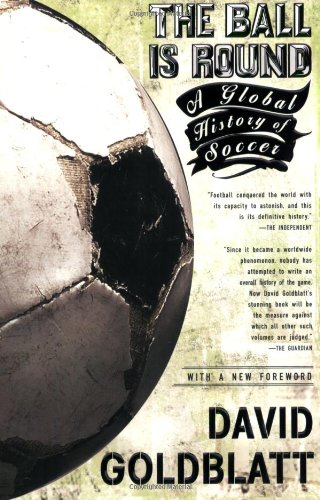 THE BALL
IS ROUND
A Global
History of
Soccer
"Football conquered the world with
its capacity to astonish, and this
is its definitive history."
—THE INDEPENDENT
"Since it became a worldwide
phenomenon, nobody has
attempted to write an
overall history of the game.
Now David Goldblatt's
stunning book will be
the measure against
which all other such
volumes are judged."
—THE GUARDIAN
WITH A NEW FOREWORD
DAVID
GOLDBLATT